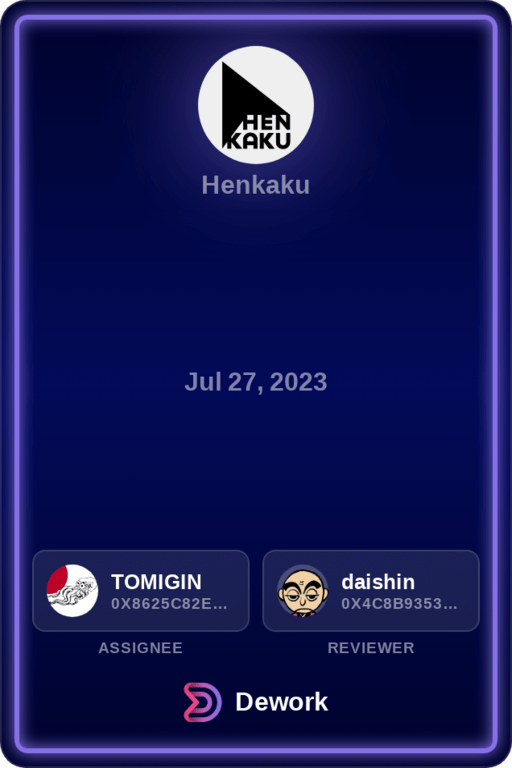 HEN
KAKU
Henkaku
Jul 27, 2023
TOMIGIN
0X8625C82E...
daishin
0X4C8B9353...
ASSIGNEE
REVIEWER
Dework